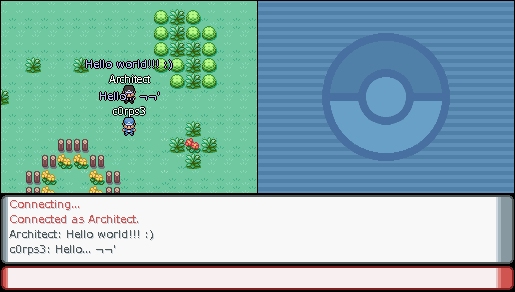 Hello world!!! :)
Architect
Hello... ¬¬'
c0rps3
Connecting...
Connected as Architect.
Architect: Hello world!!! :)
c0rps3: Hello... ¬¬'